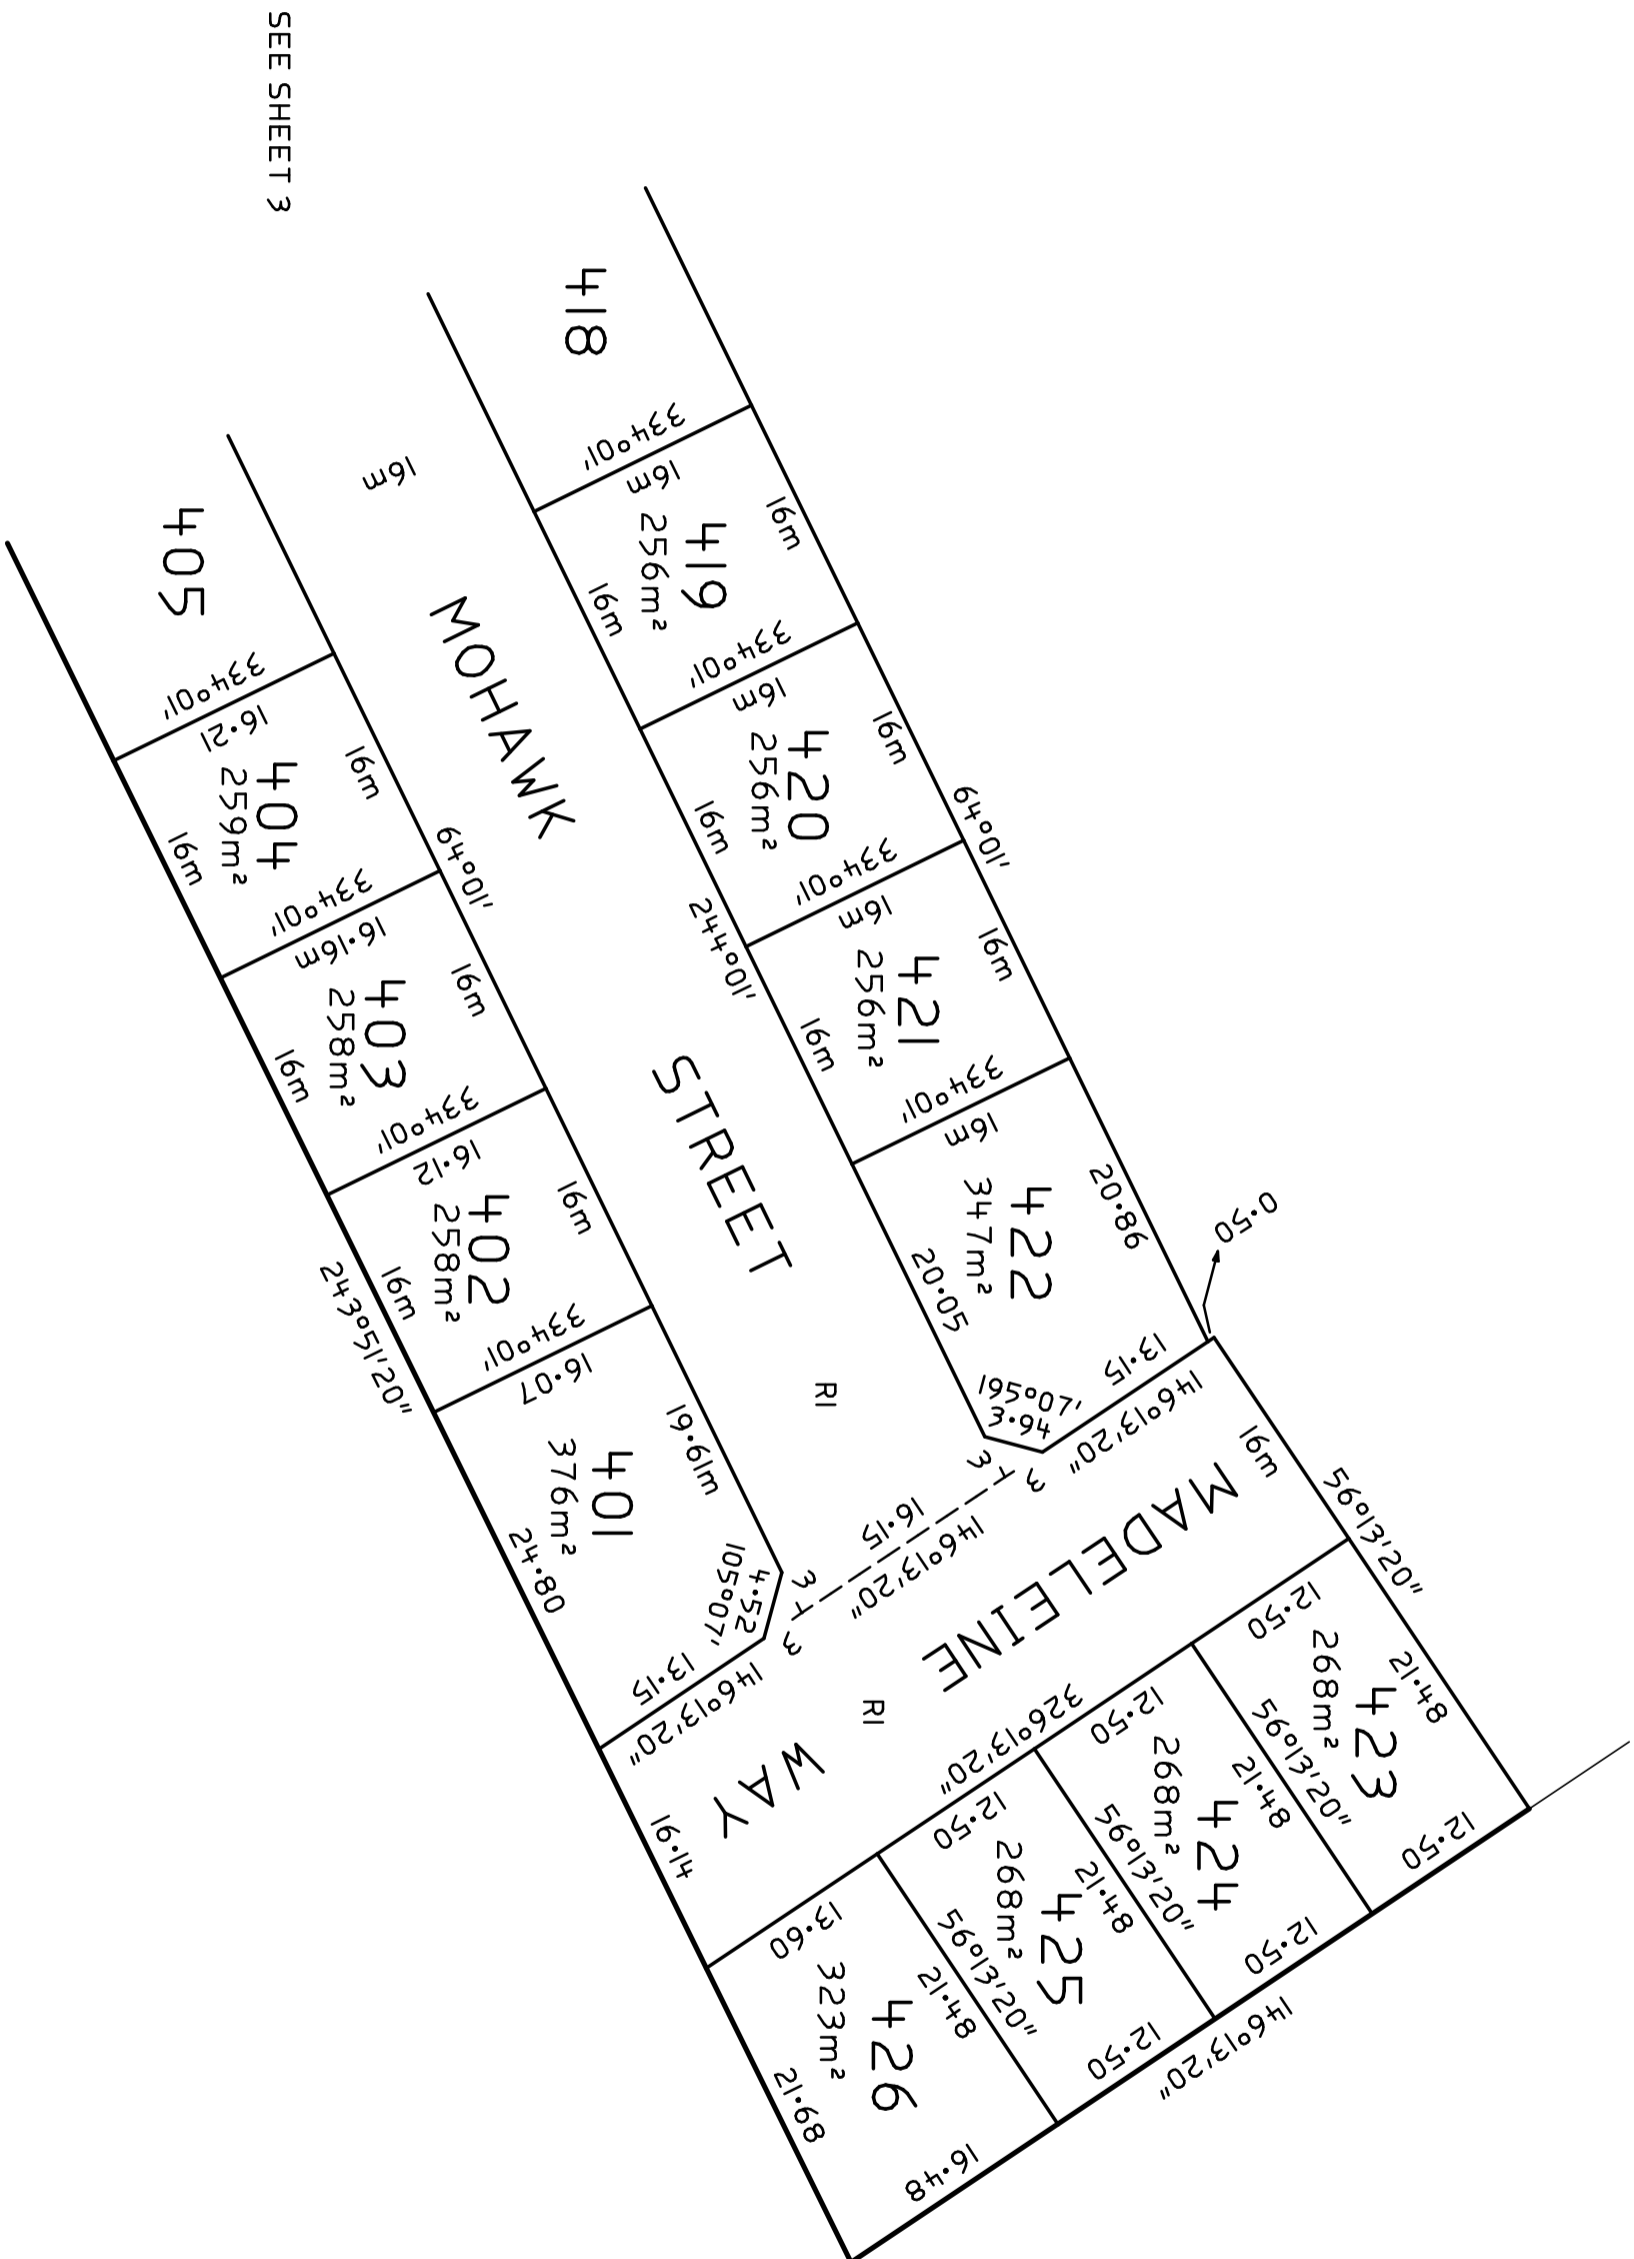 SEE SHEET 3
418
334°01'
16m
419
256m²
16m
16m
334°01'
16m
420
256m²
16m
16m
64°01'
334°01'
16m
421
256m²
16m
16m
244°01'
334°01'
16m
422
347m²
20·86
20·05
0·50
13·15
146°13'20"
195°07'
3·94
16m
MOHAWK
STREET
R1
405
334°01'
16·21
404
259m²
16m
16m
64°01'
334°01'
16·16m
403
258m²
16m
16m
334°01'
16·12
402
258m²
16m
16m
243°51'20"
334°01'
16·07
401
376m²
19·61m
24·80
4·52
105°07'
13·15
146°13'20"
3
3
16·15
146°13'20"
3
3
MADELEINE
WAY
R1
16m
56°13'20"
16·14
326°13'20"
12·50
423
268m²
21·48
56°13'20"
12·50
12·50
424
268m²
21·48
56°13'20"
12·50
12·50
425
268m²
21·48
56°13'20"
12·50
146°13'20"
13·60
426
323m²
21·48
21·68
16·48